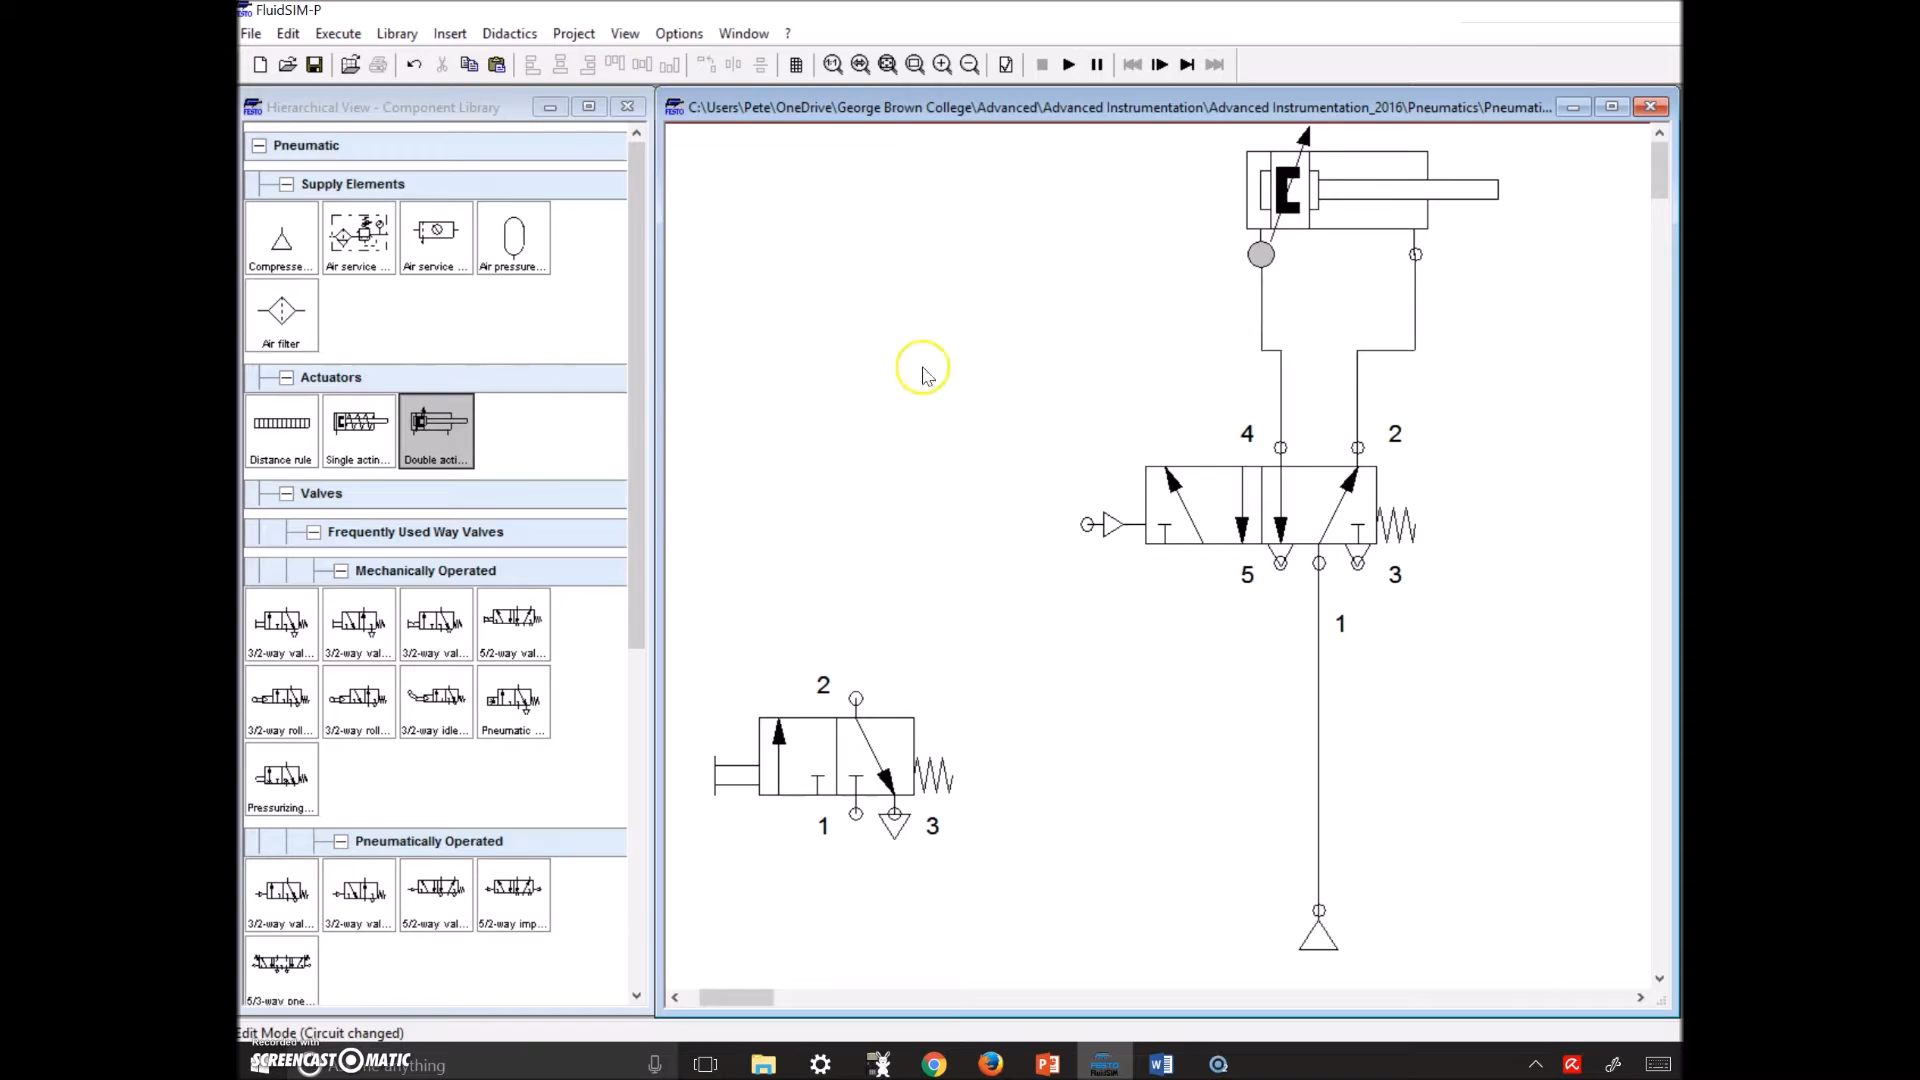 FluidSIM-P
File Edit Execute Library Insert Didactics Project View Options Window ?
Hierarchical View - Component Library
C:\Users\Pete\OneDrive\George Brown College\Advanced\Advanced Instrumentation\Advanced Instrumentation_2016\Pneumatics\Pneumati...
Pneumatic
Supply Elements
Compresse... Air service ... Air service ... Air pressure...
Air filter
Actuators
Distance rule Single actin... Double acti...
Valves
Frequently Used Way Valves
Mechanically Operated
3/2-way val... 3/2-way val... 3/2-way val... 5/2-way val...
3/2-way roll... 3/2-way roll... 3/2-way idle... Pneumatic ...
Pressurizing...
Pneumatically Operated
3/2-way val... 3/2-way val... 5/2-way val... 5/2-way imp...
5/3-way pne...
4 2
5 3
1
2
1 3
Edit Mode (Circuit changed)
Recorded with
SCREENCAST-O-MATIC
anything
FESTO
FluidSIM